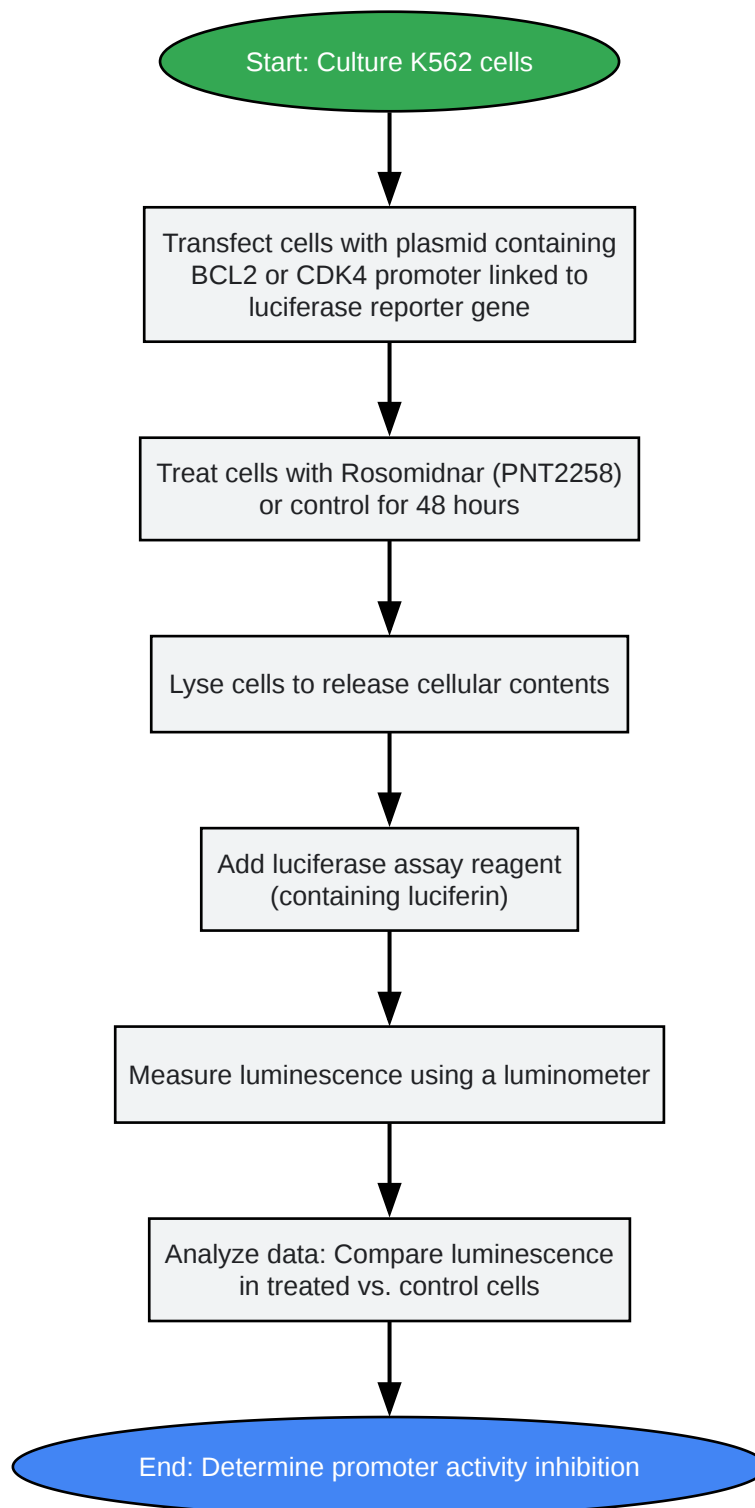 Start: Culture K562 cells
Transfect cells with plasmid containing
BCL2 or CDK4 promoter linked to
luciferase reporter gene
Treat cells with Rosomidnar (PNT2258)
or control for 48 hours
Lyse cells to release cellular contents
Add luciferase assay reagent
(containing luciferin)
Measure luminescence using a luminometer
Analyze data: Compare luminescence
in treated vs. control cells
End: Determine promoter activity inhibition